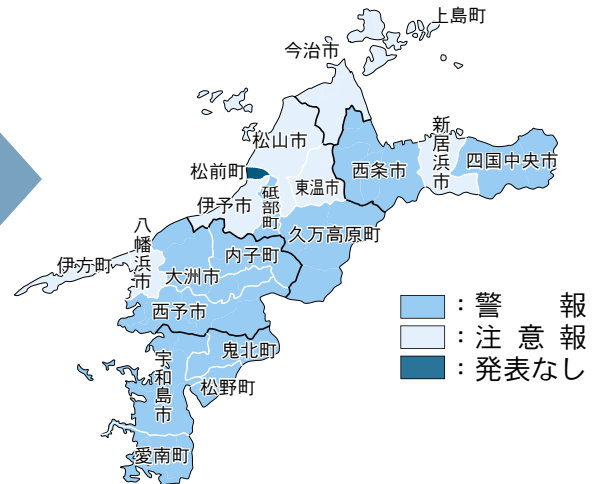 上島町
今治市
松山市
新居浜市
四国中央市
西条市
松前町
東温市
砥部町
伊予市
久万高原町
八幡浜市
内子町
伊方町
大洲市
西予市
鬼北町
宇和島市
松野町
愛南町
：警　　報
：注 意 報
：発表なし